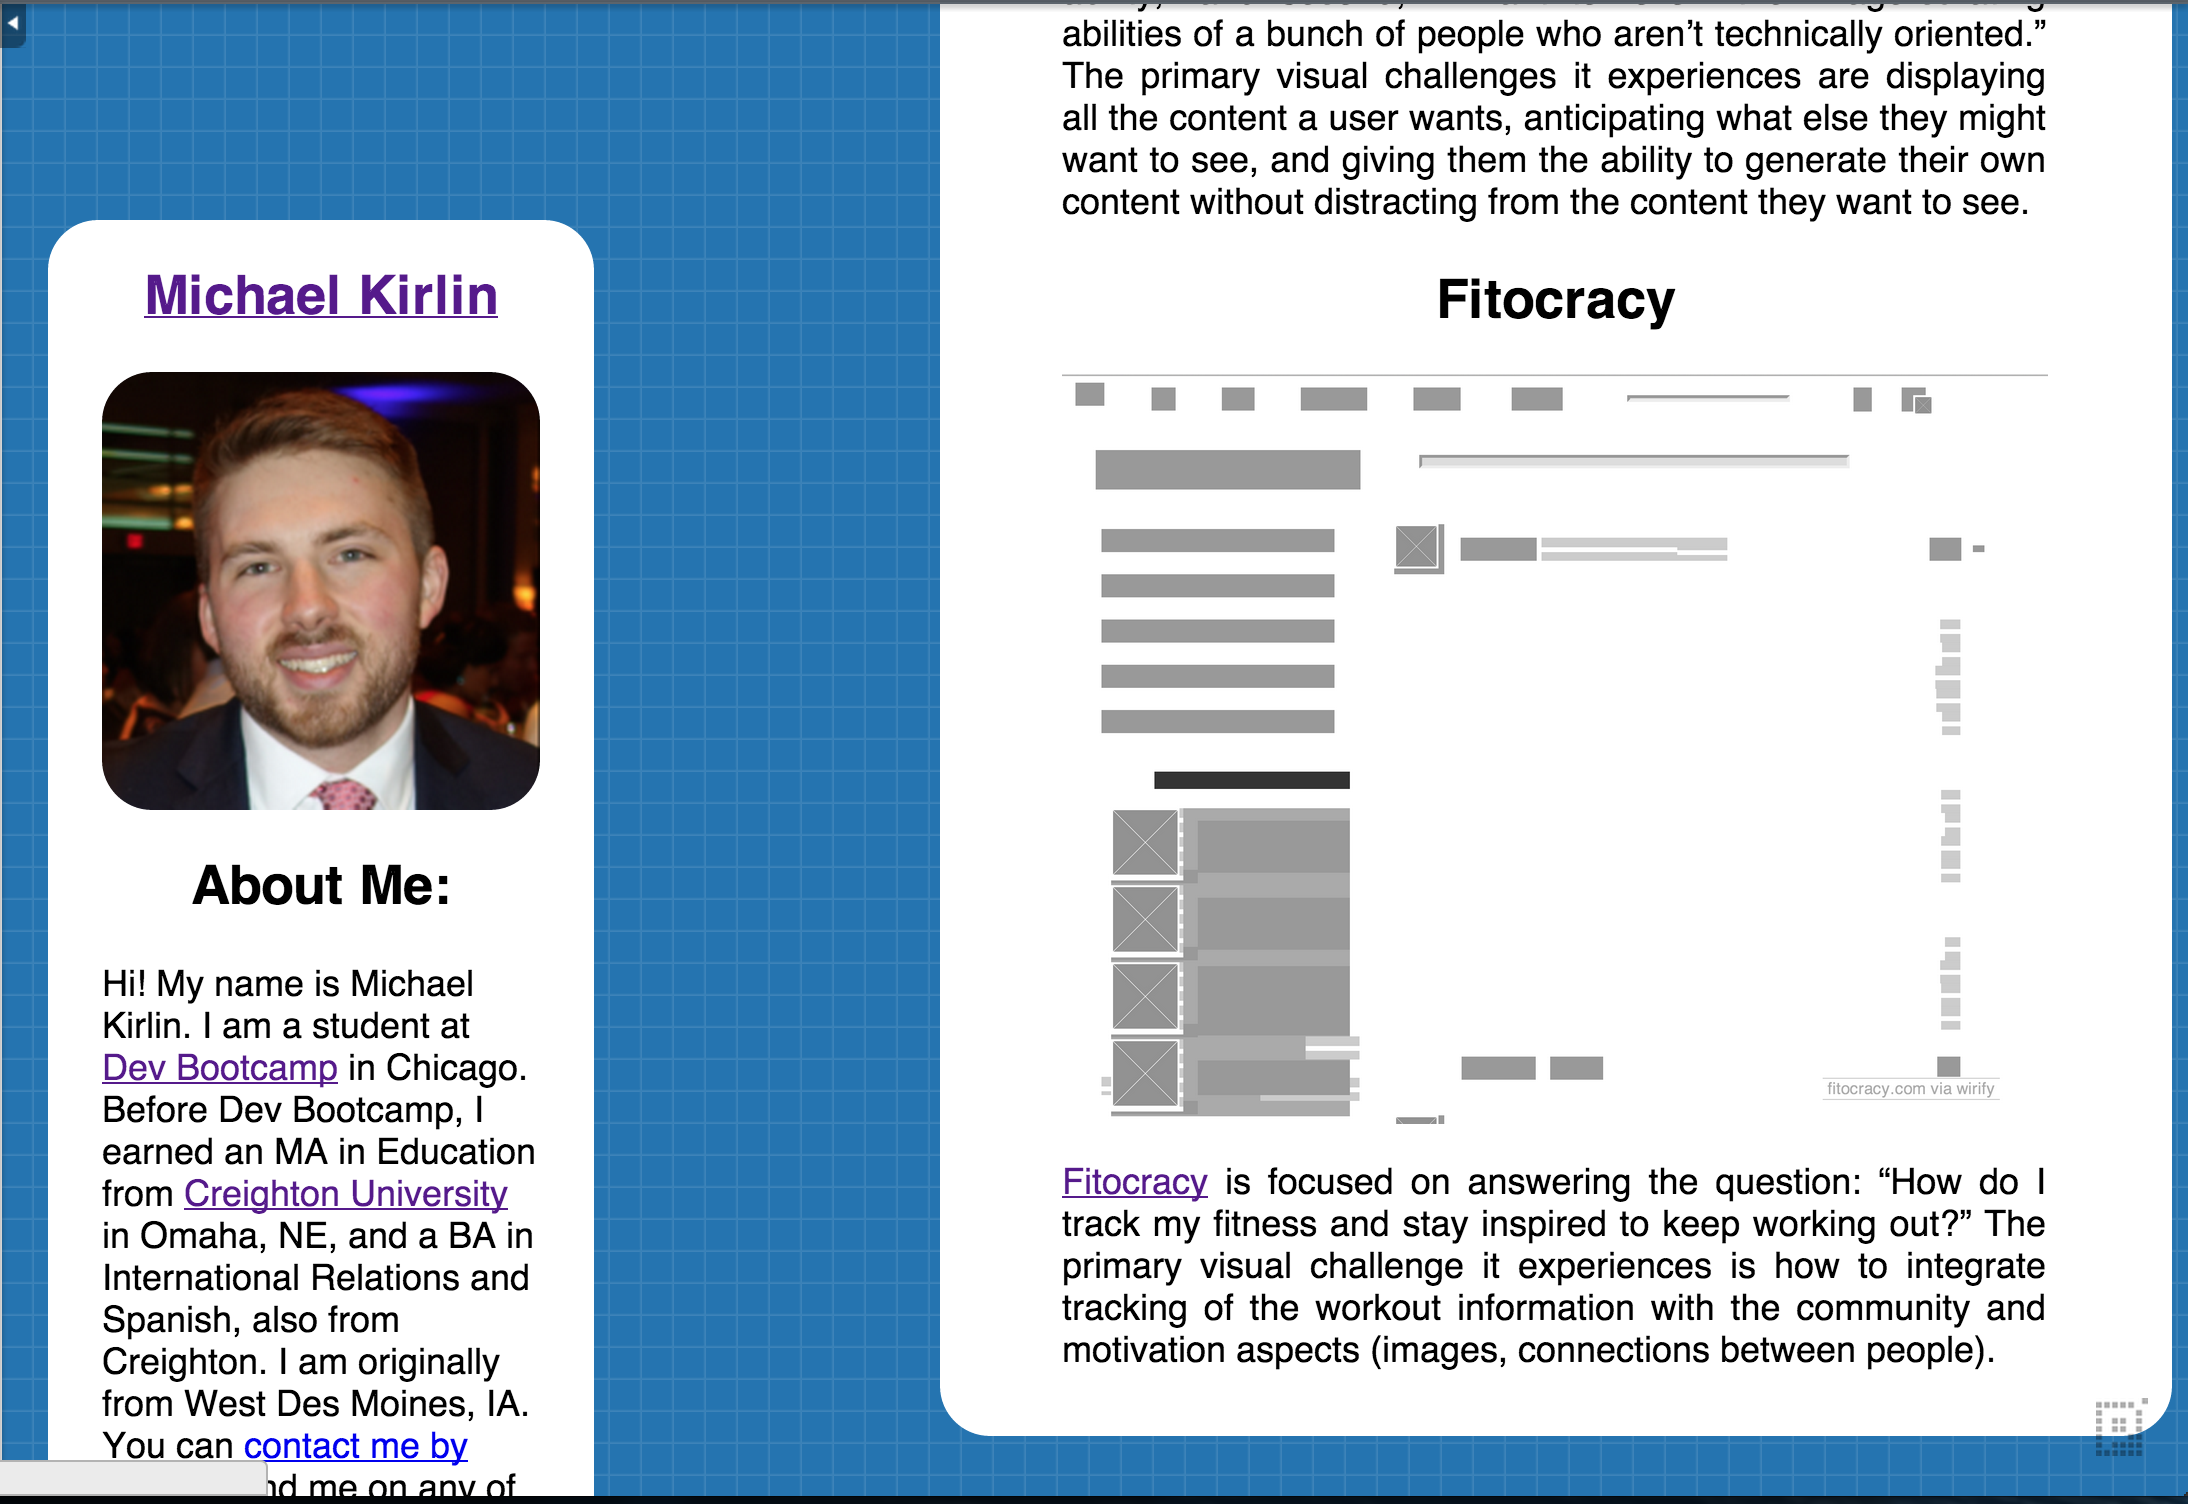 Michael Kirlin
About Me:
Hi! My name is Michael
Kirlin. I am a student at
Dev Bootcamp in Chicago.
Before Dev Bootcamp, I
earned an MA in Education
from Creighton University
in Omaha, NE, and a BA in
International Relations and
Spanish, also from
Creighton. I am originally
from West Des Moines, IA.
You can contact me by
me on any of
abilities of a bunch of people who aren’t technically oriented.”
The primary visual challenges it experiences are displaying
all the content a user wants, anticipating what else they might
want to see, and giving them the ability to generate their own
content without distracting from the content they want to see.
Fitocracy
fitocracy.com via wirify
Fitocracy is focused on answering the question: “How do I
track my fitness and stay inspired to keep working out?” The
primary visual challenge it experiences is how to integrate
tracking of the workout information with the community and
motivation aspects (images, connections between people).